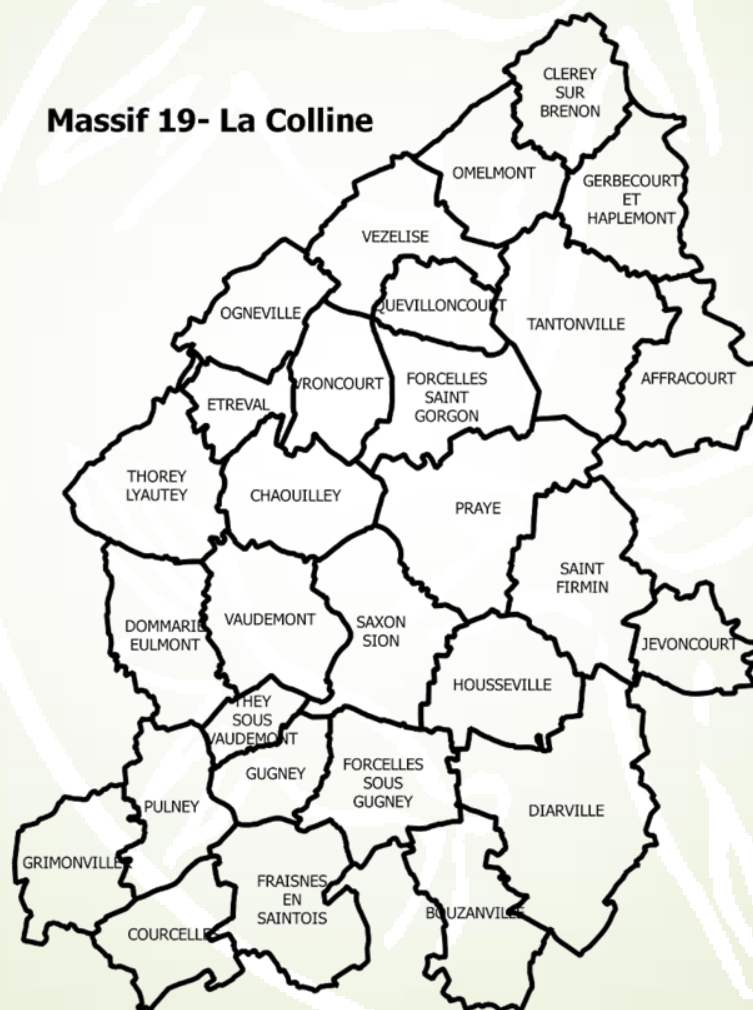 Massif 19- La Colline
CLEREY
SUR
BRENON
OMELMONT
GERBECOURT
ET
HAPLEMONT
VEZELISE
QUEVILLONCOURT
OGNEVILLE
TANTONVILLE
VRONCOURT
FORCELLES
SAINT
GORGON
AFFRACOURT
ETREVAL
THOREY
LYAUTEY
CHAOUILLEY
PRAYE
SAINT
FIRMIN
DOMMARIE
EULMONT
VAUDEMONT
SAXON
SION
JEVONCOURT
HOUSSEVILLE
THEY
SOUS
VAUDEMONT
GUGNEY
FORCELLES
SOUS
GUGNEY
PULNEY
DIARVILLE
GRIMONVILLER
FRAISNES
EN
SAINTOIS
BOUZANVILLE
COURCELLES